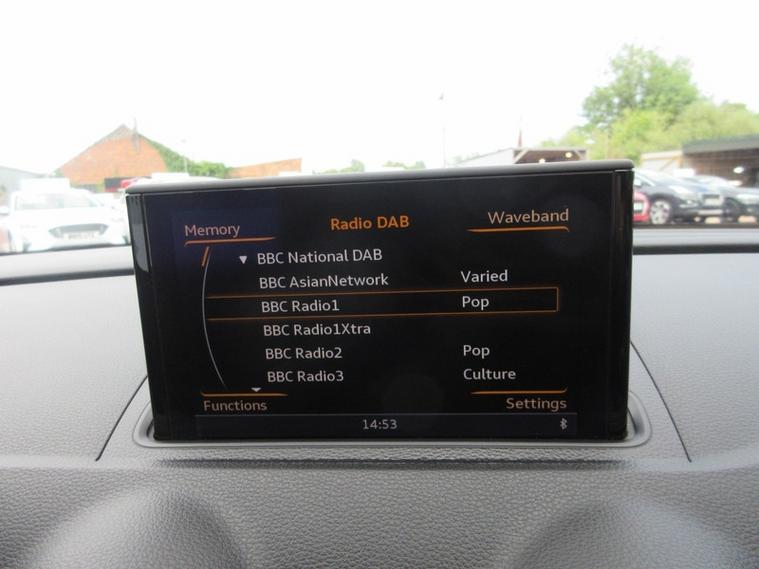 Memory Radio DAB Waveband
BBC National DAB
BBC AsianNetwork Varied
BBC Radio1 Pop
BBC Radio1Xtra
BBC Radio2 Pop
BBC Radio3 Culture
Functions Settings
14:53